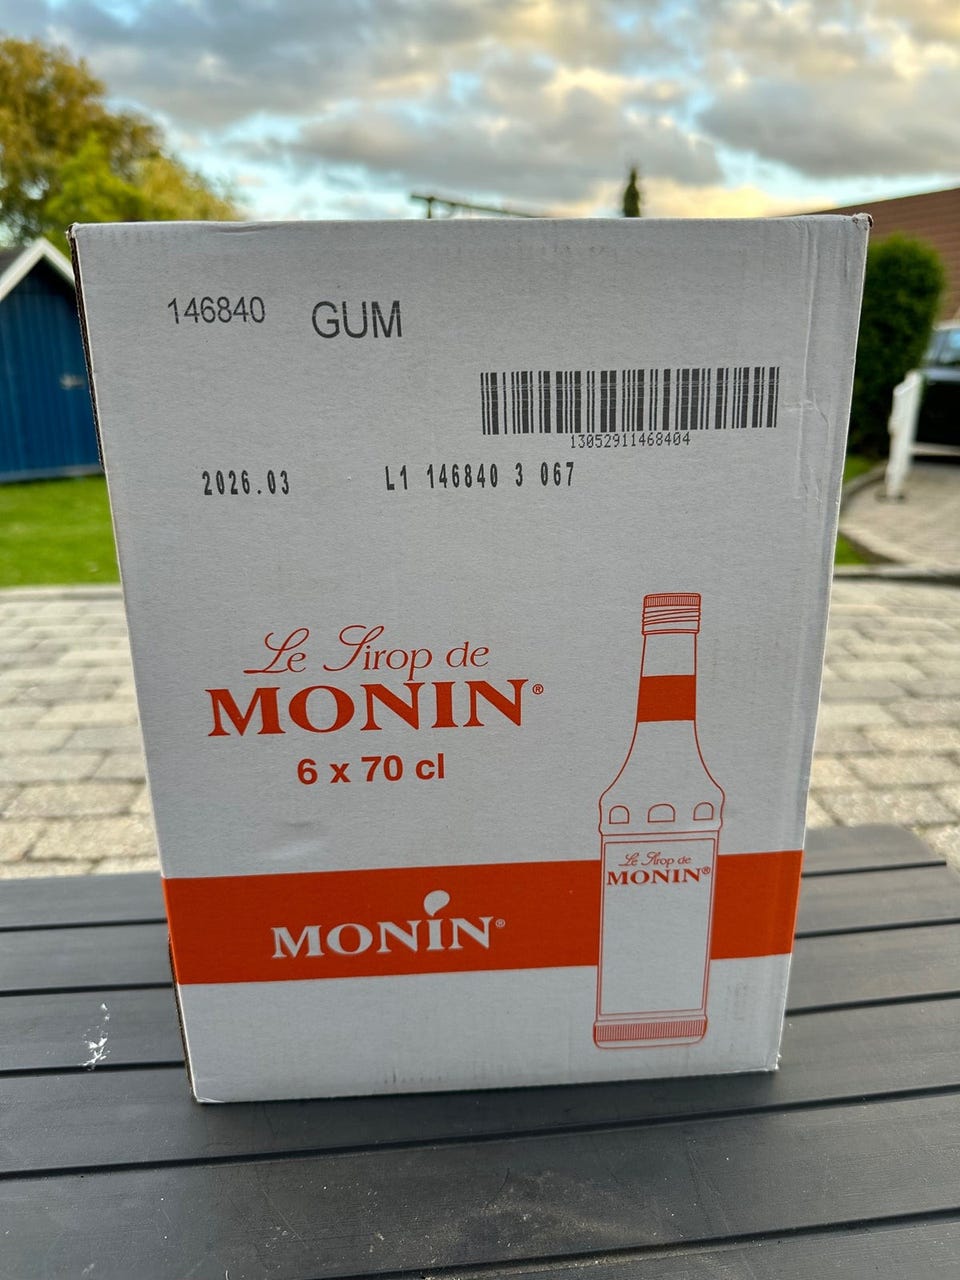 146840 GUM
13052911468404
2026.03 L1 146840 3 067
Le Sirop de
MONIN®
6 x 70 cl
Le Sirop de
MONIN®
MONIN®